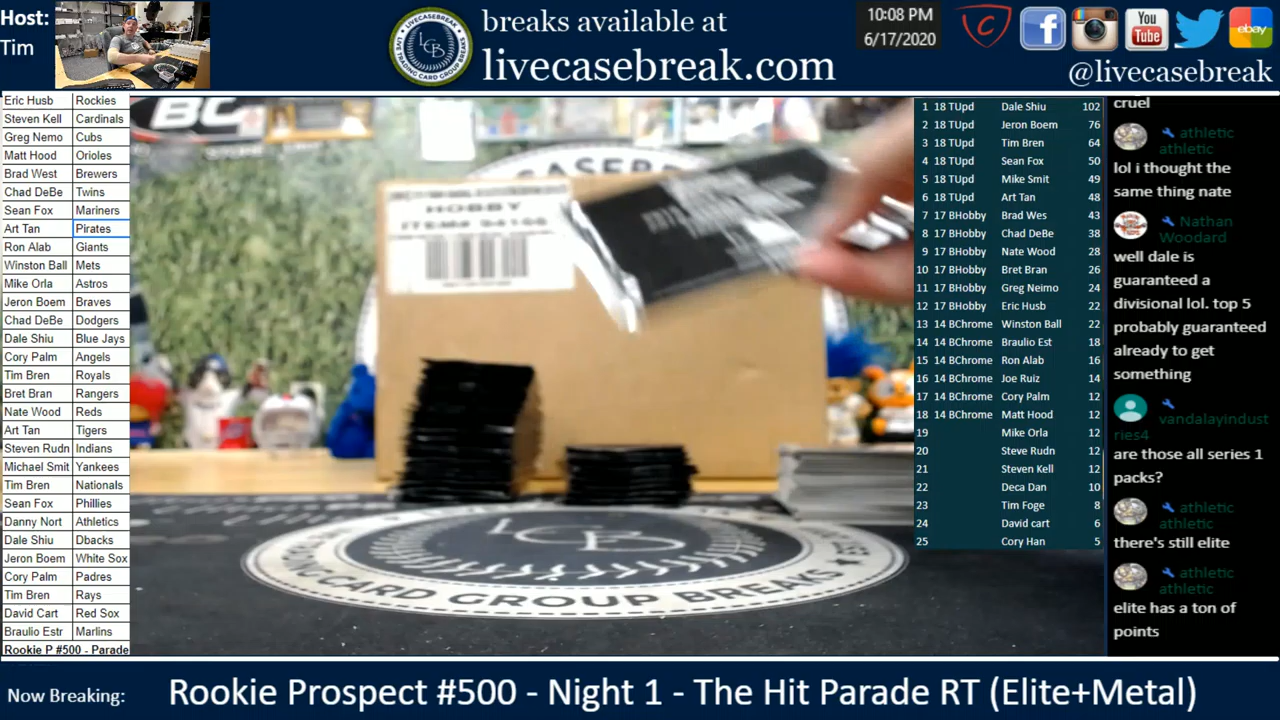 Host:
Tim
breaks available at
livecasebreak.com
10:08 PM
6/17/2020
You
Tube
ebay
@livecasebreak
Eric Husb Rockies
Steven Kell Cardinals
Greg Nemo Cubs
Matt Hood Orioles
Brad West Brewers
Chad DeBe Twins
Sean Fox Mariners
Art Tan Pirates
Ron Alab Giants
Winston Ball Mets
Mike Orla Astros
Jeron Boem Braves
Chad DeBe Dodgers
Dale Shiu Blue Jays
Cory Palm Angels
Tim Bren Royals
Bret Bran Rangers
Nate Wood Reds
Art Tan Tigers
Steven Rudn Indians
Michael Smit Yankees
Tim Bren Nationals
Sean Fox Phillies
Danny Nort Athletics
Dale Shiu Dbacks
Jeron Boem White Sox
Cory Palm Padres
Tim Bren Rays
David Cart Red Sox
Braulio Estr Marlins
Rookie P #500 - Parade
BC
HOBBY
LCB
CARD GROUP BREAKS
1 18 TUpd Dale Shiu 102
2 18 TUpd Jeron Boem 76
3 18 TUpd Tim Bren 64
4 18 TUpd Sean Fox 50
5 18 TUpd Mike Smit 49
6 18 TUpd Art Tan 48
7 17 BHobby Brad Wes 43
8 17 BHobby Chad DeBe 38
9 17 BHobby Nate Wood 28
10 17 BHobby Bret Bran 26
11 17 BHobby Greg Neimo 24
12 17 BHobby Eric Husb 22
13 14 BChrome Winston Ball 22
14 14 BChrome Braulio Est 18
15 14 BChrome Ron Alab 16
16 14 BChrome Joe Ruiz 14
17 14 BChrome Cory Palm 12
18 14 BChrome Matt Hood 12
19 Mike Orla 12
20 Steve Rudn 12
21 Steven Kell 12
22 Deca Dan 10
23 Tim Foge 8
24 David cart 6
25 Cory Han 5
cruel
athletic
athletic
lol i thought the
same thing nate
Nathan
Woodard
well dale is
guaranteed a
divisional lol. top 5
probably guaranteed
already to get
something
vandalayindust
ries4
are those all series 1
packs?
athletic
athletic
there's still elite
athletic
athletic
elite has a ton of
points
Now Breaking:
Rookie Prospect #500 - Night 1 - The Hit Parade RT (Elite+Metal)